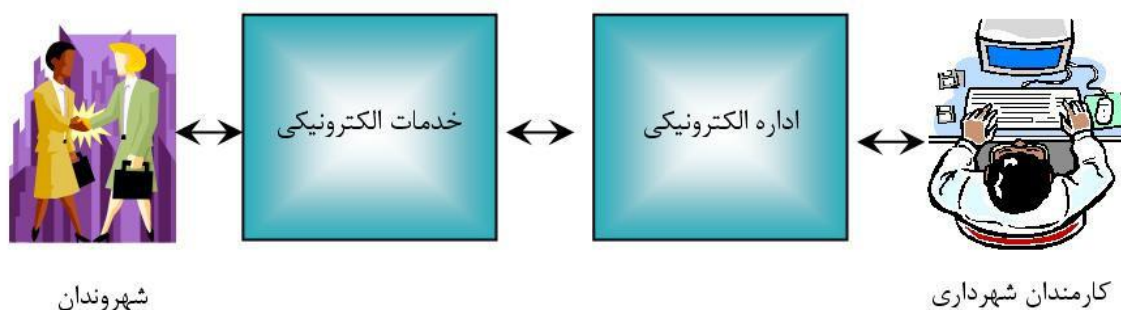 اداره الکترونیکی
خدمات الکترونیکی
کارمندان شهرداری
شهروندان